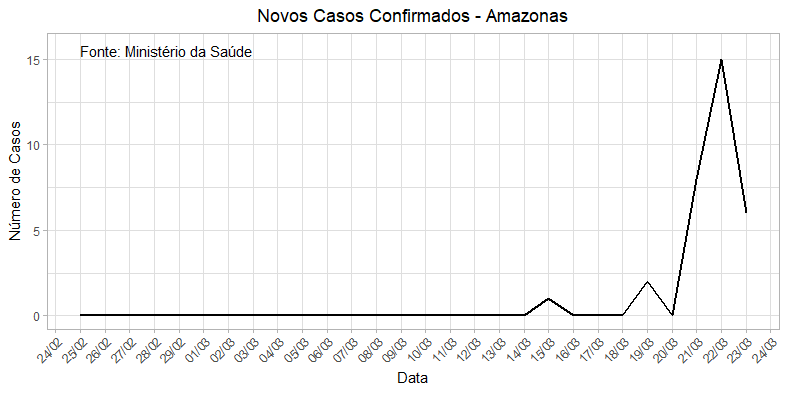 Novos Casos Confirmados - Amazonas
Fonte: Ministério da Saúde
Número de Casos
15
10
5
0
24/02 25/02 26/02 27/02 28/02 29/02 01/03 02/03 03/03 04/03 05/03 06/03 07/03 08/03 09/03 10/03 11/03 12/03 13/03 14/03 15/03 16/03 17/03 18/03 19/03 20/03 21/03 22/03 23/03 24/03
Data